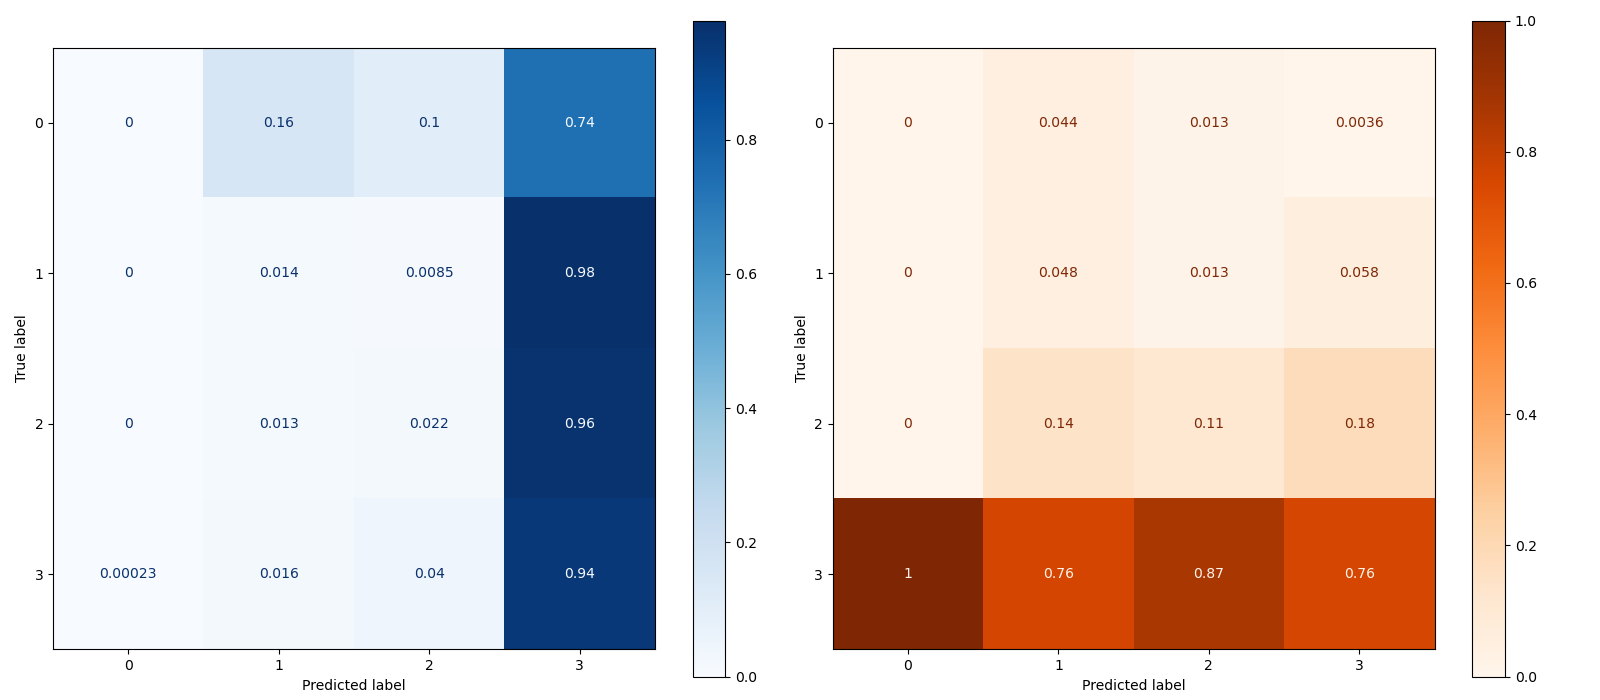 0 0 0.16 0.1 0.74
1 0 0.014 0.0085 0.98
2 0 0.013 0.022 0.96
3 0.00023 0.016 0.04 0.94
0 1 2 3
True label
Predicted label
0.8
0.6
0.4
0.2
0.0
0 0 0.044 0.013 0.0036
1 0 0.048 0.013 0.058
2 0 0.14 0.11 0.18
3 1 0.76 0.87 0.76
0 1 2 3
True label
Predicted label
1.0
0.8
0.6
0.4
0.2
0.0